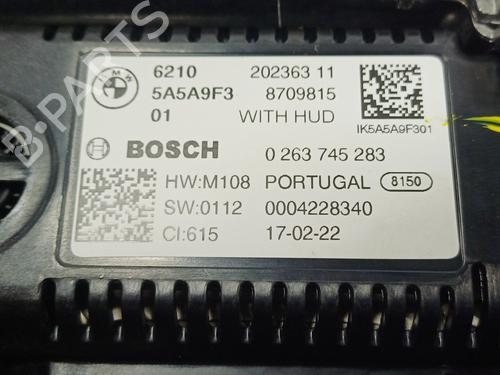 BMW
6210 202363 11
5A5A9F3 8709815
01 WITH HUD
IK5A5A9F301
BOSCH 0 263 745 283
HW:M108 PORTUGAL 8150
SW:0112 0004228340
CI:615 17-02-22
B-PARTS